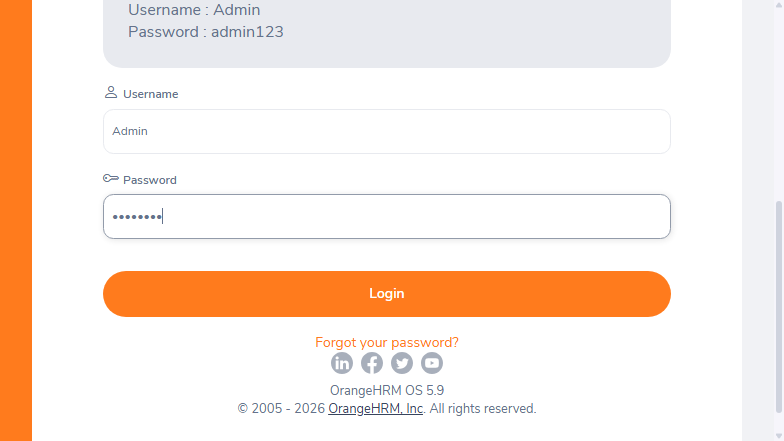 Username : Admin
Password : admin123
Username
Admin
Password
••••••••
Login
Forgot your password?
OrangeHRM OS 5.9
© 2005 - 2026 OrangeHRM, Inc. All rights reserved.